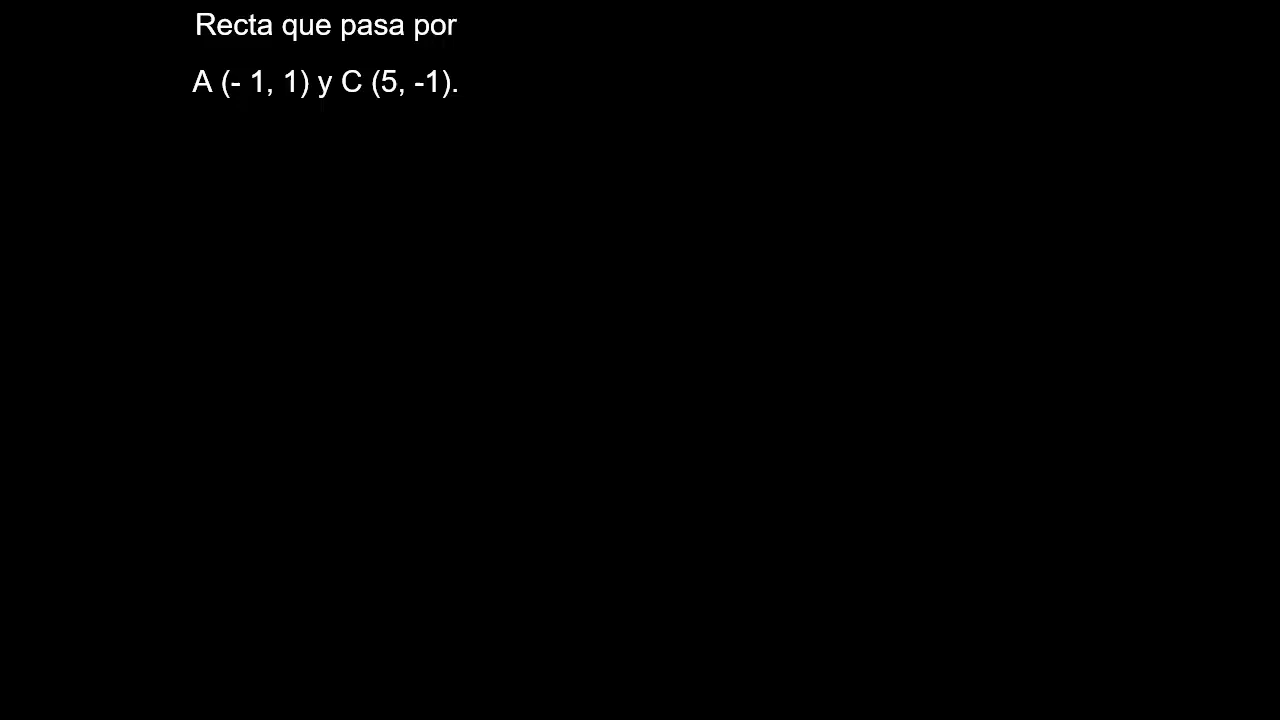 Recta que pasa por
A (- 1, 1) y C (5, -1).